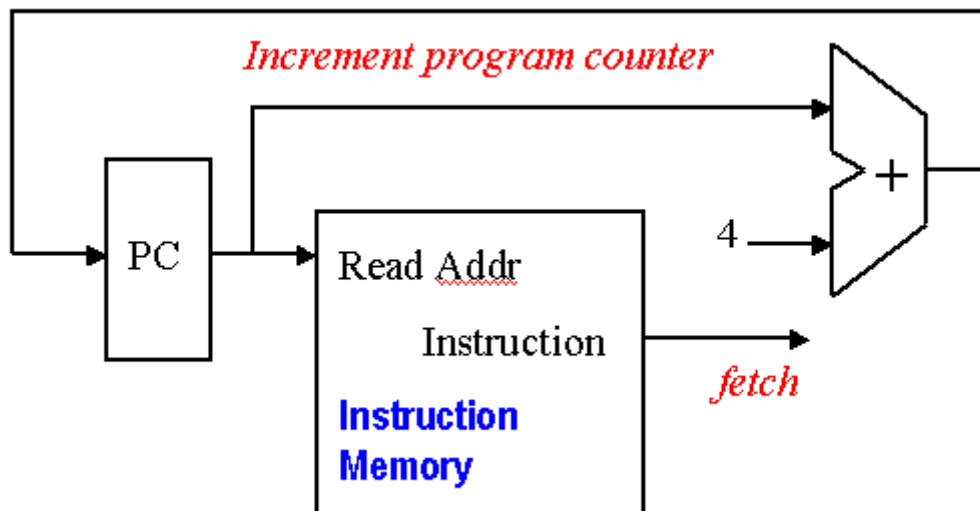 Increment program counter
+
4
PC
Read Addr
Instruction
fetch
Instruction
Memory